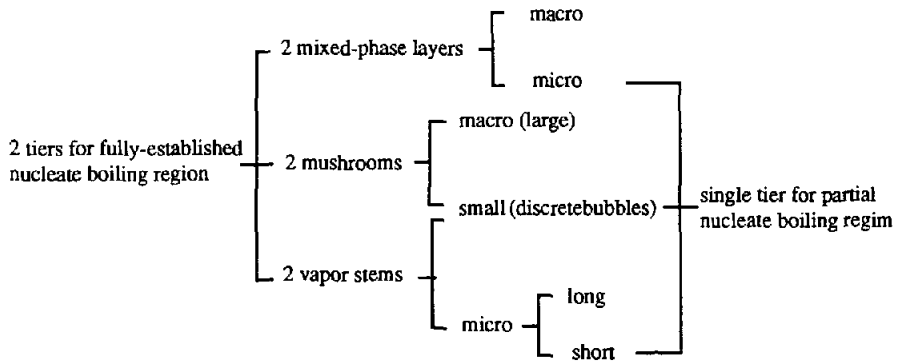 2 tiers for fully-established
nucleate boiling region
2 mixed-phase layers
macro
micro
2 mushrooms
macro (large)
small (discretebubbles)
2 vapor stems
micro
long
short
single tier for partial
nucleate boiling regim